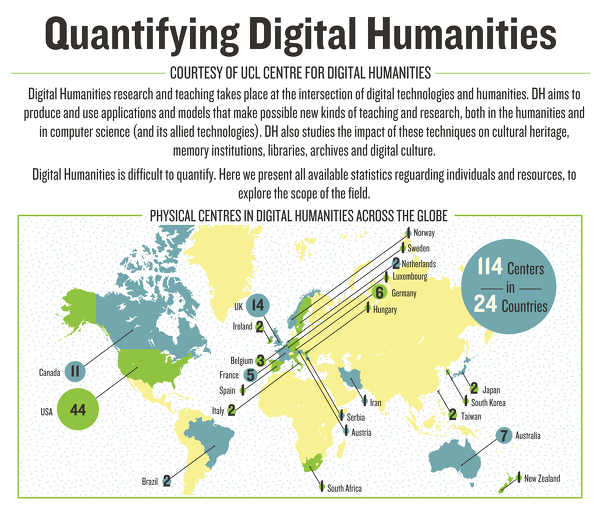 Quantifying Digital Humanities
COURTESY OF UCL CENTRE FOR DIGITAL HUMANITIES
Digital Humanities research and teaching takes place at the intersection of digital technologies and humanities. DH aims to
produce and use applications and models that make possible new kinds of teaching and research, both in the humanities and
in computer science (and its allied technologies). DH also studies the impact of these techniques on cultural heritage,
memory institutions, libraries, archives and digital culture.
Digital Humanities is difficult to quantify. Here we present all available statistics reguarding individuals and resources, to
explore the scope of the field.
PHYSICAL CENTRES IN DIGITAL HUMANITIES ACROSS THE GLOBE
1 Norway
1 Sweden
2 Netherlands
1 Luxembourg
6 Germany
1 Hungary
114 Centers
in
24 Countries
UK 14
Ireland 2
Belgium 3
France 5
Spain 1
Italy 2
Canada 11
USA 44
1 Iran
1 Serbia
1 Austria
2 Japan
1 South Korea
2 Taiwan
7 Australia
Brazil 2
1 South Africa
1 New Zealand